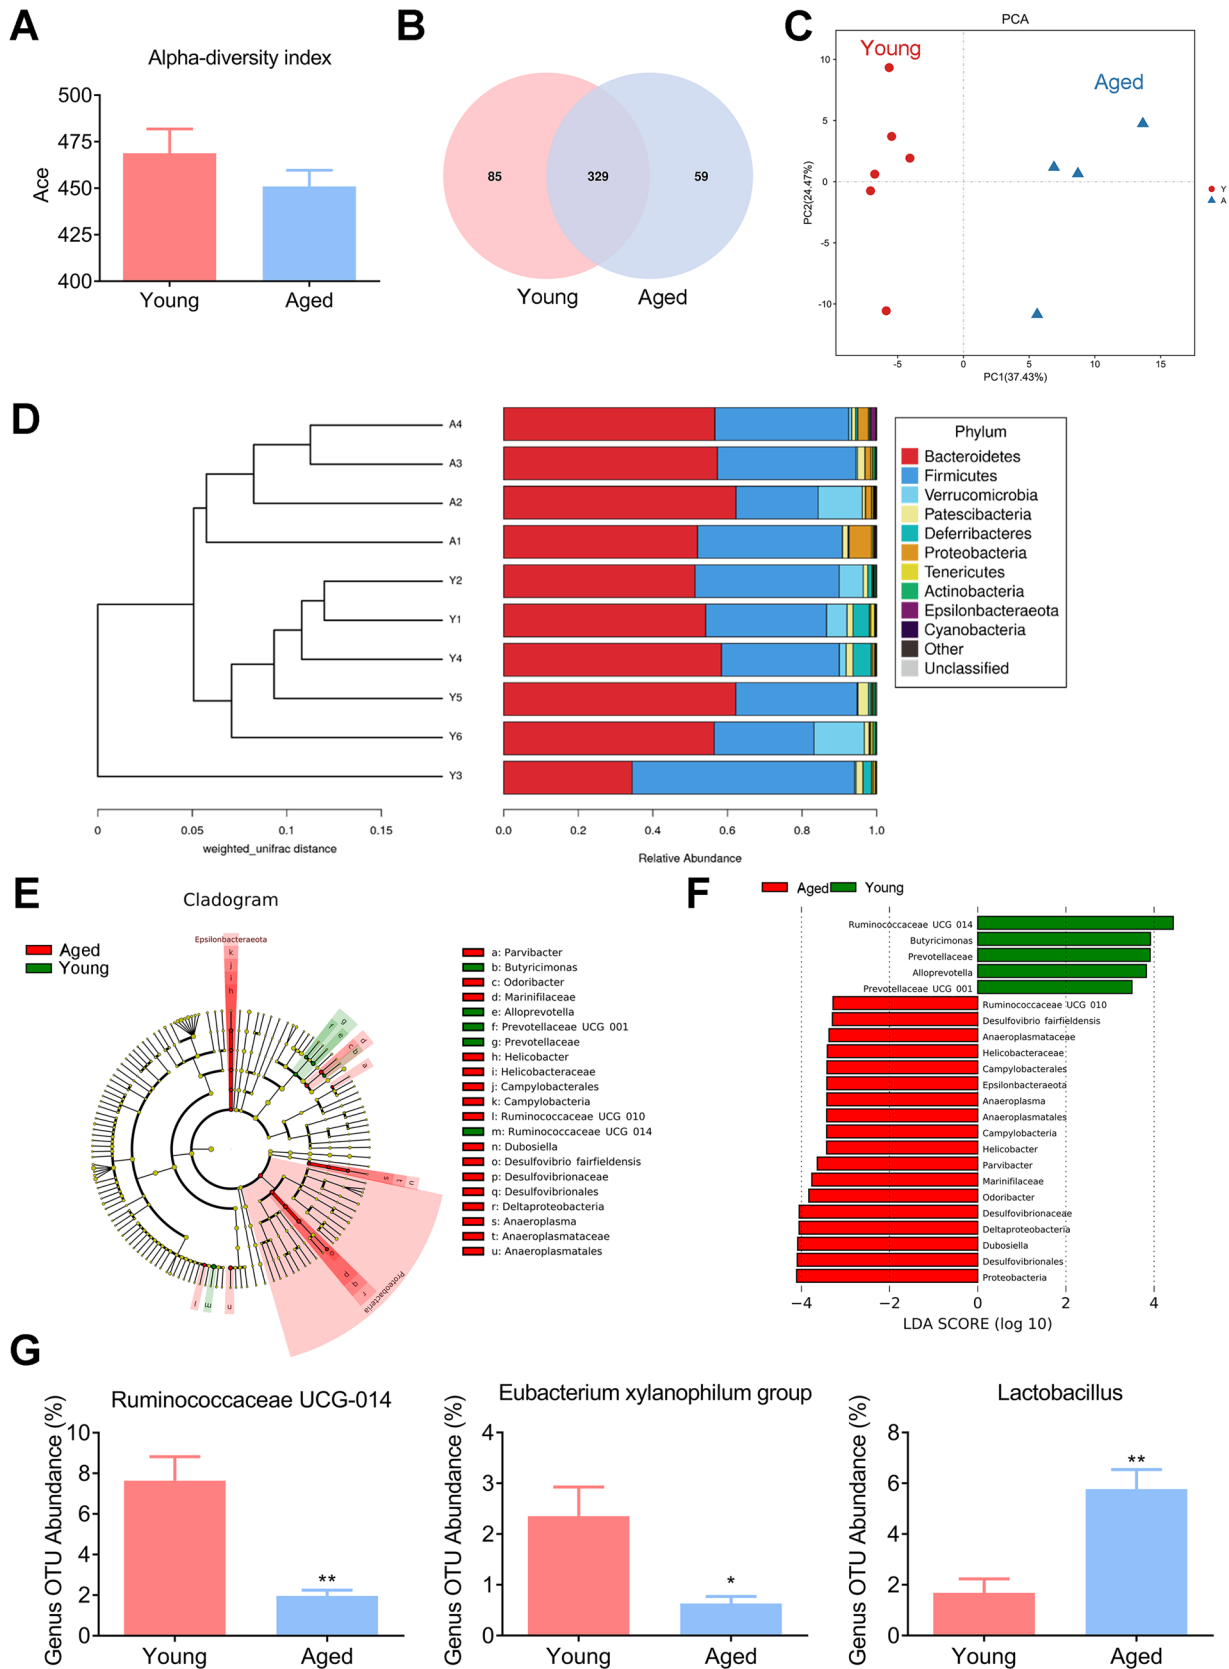 A
Alpha-diversity index
Ace
500
475
450
425
400
Young
Aged
B
85
329
59
Young
Aged
C
PCA
Young
Aged
PC2(24.47%)
10
5
0
-5
-10
-5
0
5
10
15
PC1(37.43%)
Y
A
D
A4
A3
A2
A1
Y2
Y1
Y4
Y5
Y6
Y3
0
0.05
0.1
0.15
weighted_unifrac distance
0.0
0.2
0.4
0.6
0.8
1.0
Relative Abundance
Phylum
Bacteroidetes
Firmicutes
Verrucomicrobia
Patescibacteria
Deferribacteres
Proteobacteria
Tenericutes
Actinobacteria
Epsilonbacteraeota
Cyanobacteria
Other
Unclassified
E
Cladogram
Aged
Young
Epsilonbacteraeota
k
j
i
h
g
f
e
d
c
b
a
s
t
u
o
p
q
r
Proteobacteria
l
m
n
a: Parvibacter
b: Butyricimonas
c: Odoribacter
d: Marinifilaceae
e: Alloprevotella
f: Prevotellaceae UCG 001
g: Prevotellaceae
h: Helicobacter
i: Helicobacteraceae
j: Campylobacterales
k: Campylobacteria
l: Ruminococcaceae UCG 010
m: Ruminococcaceae UCG 014
n: Dubosiella
o: Desulfovibrio fairfieldensis
p: Desulfovibrionaceae
q: Desulfovibrionales
r: Deltaproteobacteria
s: Anaeroplasma
t: Anaeroplasmataceae
u: Anaeroplasmatales
F
Aged
Young
Ruminococcaceae UCG 014
Butyricimonas
Prevotellaceae
Alloprevotella
Prevotellaceae UCG 001
Ruminococcaceae UCG 010
Desulfovibrio fairfieldensis
Anaeroplasmataceae
Helicobacteraceae
Campylobacterales
Epsilonbacteraeota
Anaeroplasma
Anaeroplasmatales
Campylobacteria
Helicobacter
Parvibacter
Marinifilaceae
Odoribacter
Desulfovibrionaceae
Deltaproteobacteria
Dubosiella
Desulfovibrionales
Proteobacteria
−4
−2
0
2
4
LDA SCORE (log 10)
G
Ruminococcaceae UCG-014
Genus OTU Abundance (%)
10
8
6
4
2
0
**
Young
Aged
Eubacterium xylanophilum group
Genus OTU Abundance (%)
4
3
2
1
0
*
Young
Aged
Lactobacillus
Genus OTU Abundance (%)
8
6
4
2
0
**
Young
Aged